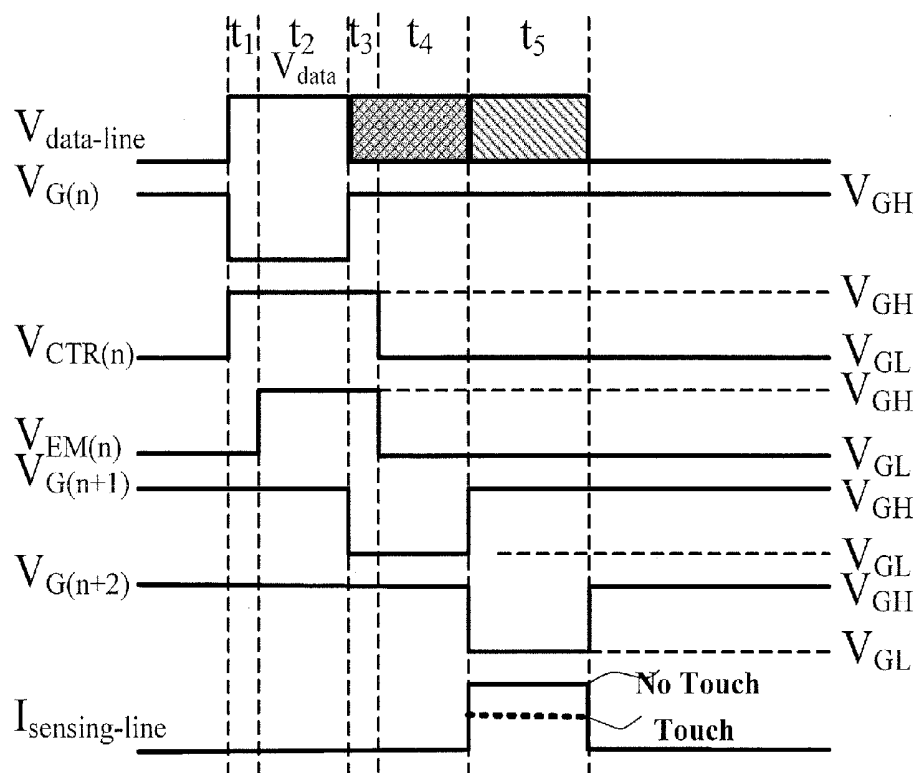 t1 t2 t3 t4 t5
Vdata
Vdata-line
VG(n) VGH
VGH
VCTR(n) VGL
VGH
VEM(n) VGL
VG(n+1) VGH
VGL
VG(n+2) VGH
VGL
No Touch
Isensing-line Touch